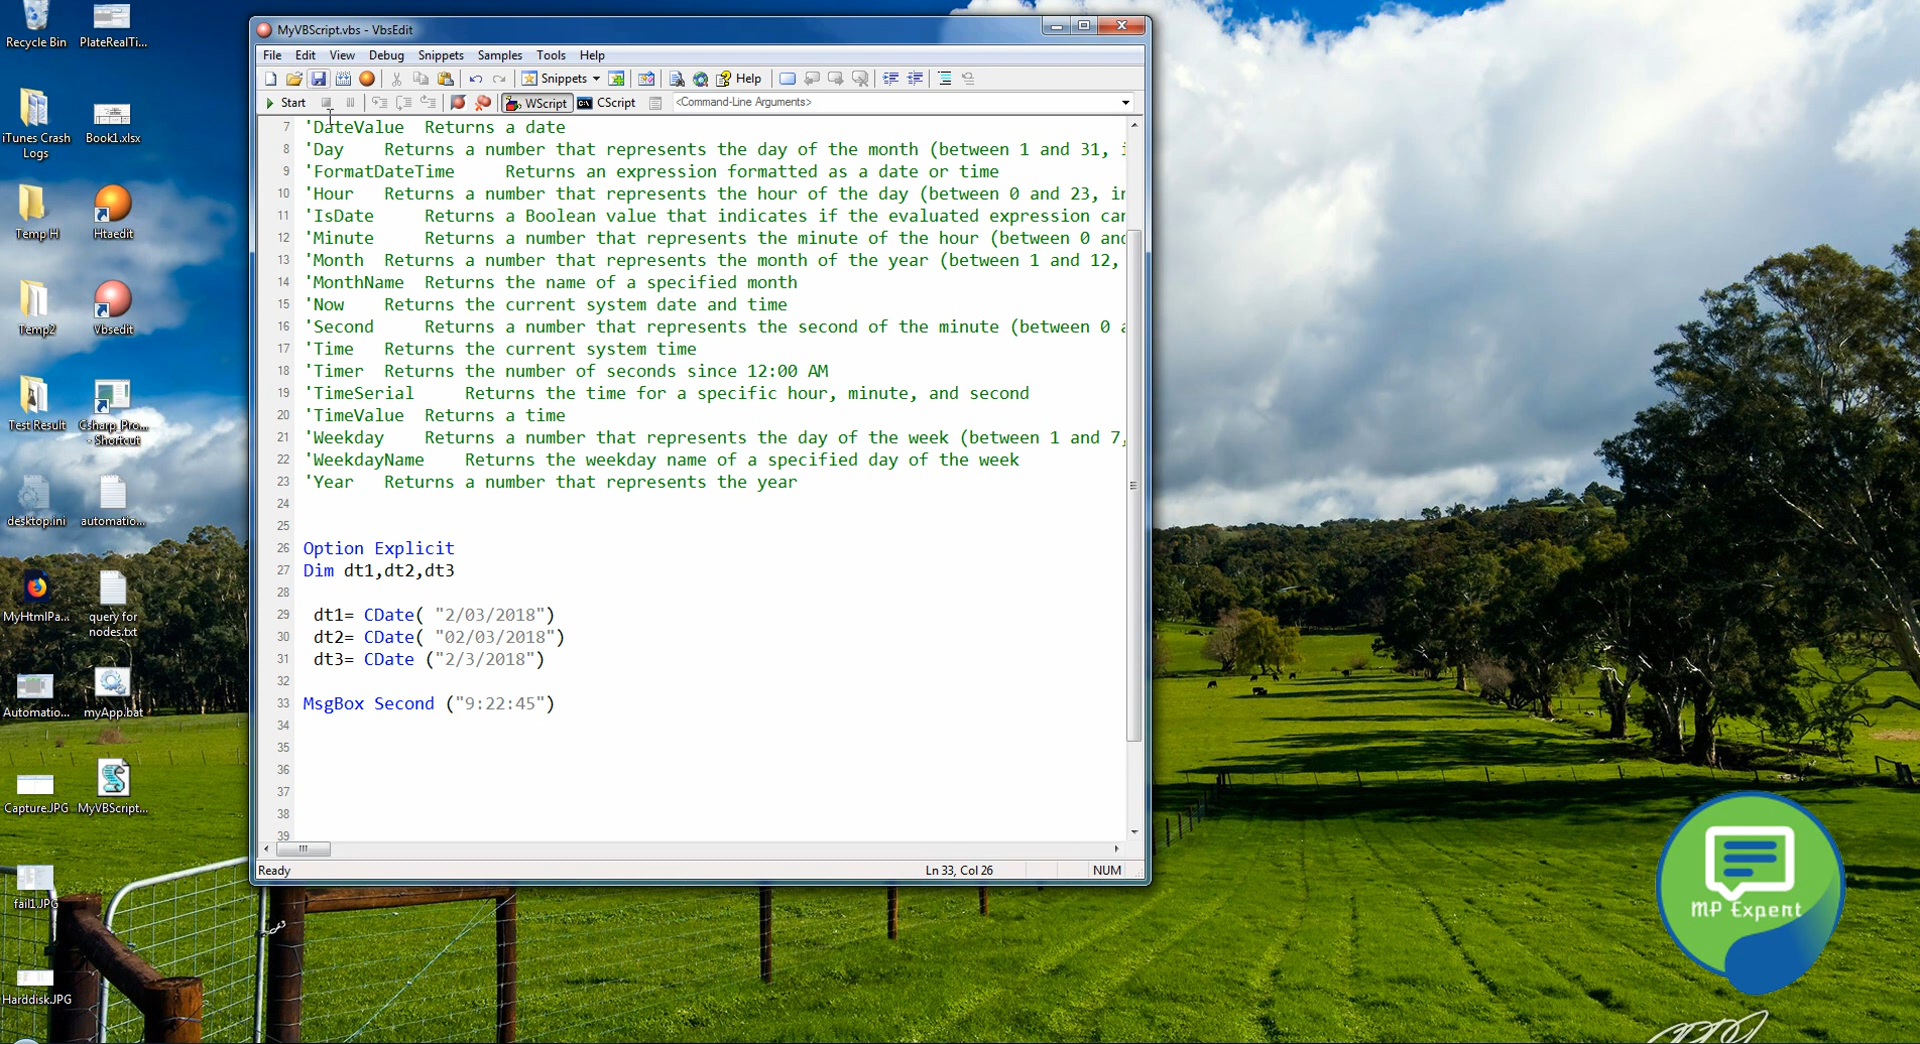 Recycle Bin
PlateRealTi...
iTunes Crash Logs
Book1.xlsx
Temp H
Htaedit
Temp2
Vbsedit
Test Result
Csharp_Pro... - Shortcut
desktop.ini
automatio...
MyHtmlPa...
query for nodes.txt
Automatio...
myApp.bat
Capture.JPG
MyVBScript...
fail1.JPG
Harddisk.JPG
MyVBScript.vbs - VbsEdit
File Edit View Debug Snippets Samples Tools Help
Snippets Help
Start WScript CScript <Command-Line Arguments>
7 'DateValue Returns a date
8 'Day Returns a number that represents the day of the month (between 1 and 31,
9 'FormatDateTime Returns an expression formatted as a date or time
10 'Hour Returns a number that represents the hour of the day (between 0 and 23,
11 'IsDate Returns a Boolean value that indicates if the evaluated expression
12 'Minute Returns a number that represents the minute of the hour (between 0
13 'Month Returns a number that represents the month of the year (between 1 and 12,
14 'MonthName Returns the name of a specified month
15 'Now Returns the current system date and time
16 'Second Returns a number that represents the second of the minute (between 0
17 'Time Returns the current system time
18 'Timer Returns the number of seconds since 12:00 AM
19 'TimeSerial Returns the time for a specific hour, minute, and second
20 'TimeValue Returns a time
21 'Weekday Returns a number that represents the day of the week (between 1 and 7,
22 'WeekdayName Returns the weekday name of a specified day of the week
23 'Year Returns a number that represents the year
24
25
26 Option Explicit
27 Dim dt1,dt2,dt3
28
29 dt1= CDate( "2/03/2018")
30 dt2= CDate( "02/03/2018")
31 dt3= CDate ("2/3/2018")
32
33 MsgBox Second ("9:22:45")
34
35
36
37
38
39
Ready Ln 33, Col 26 NUM
MP Expert